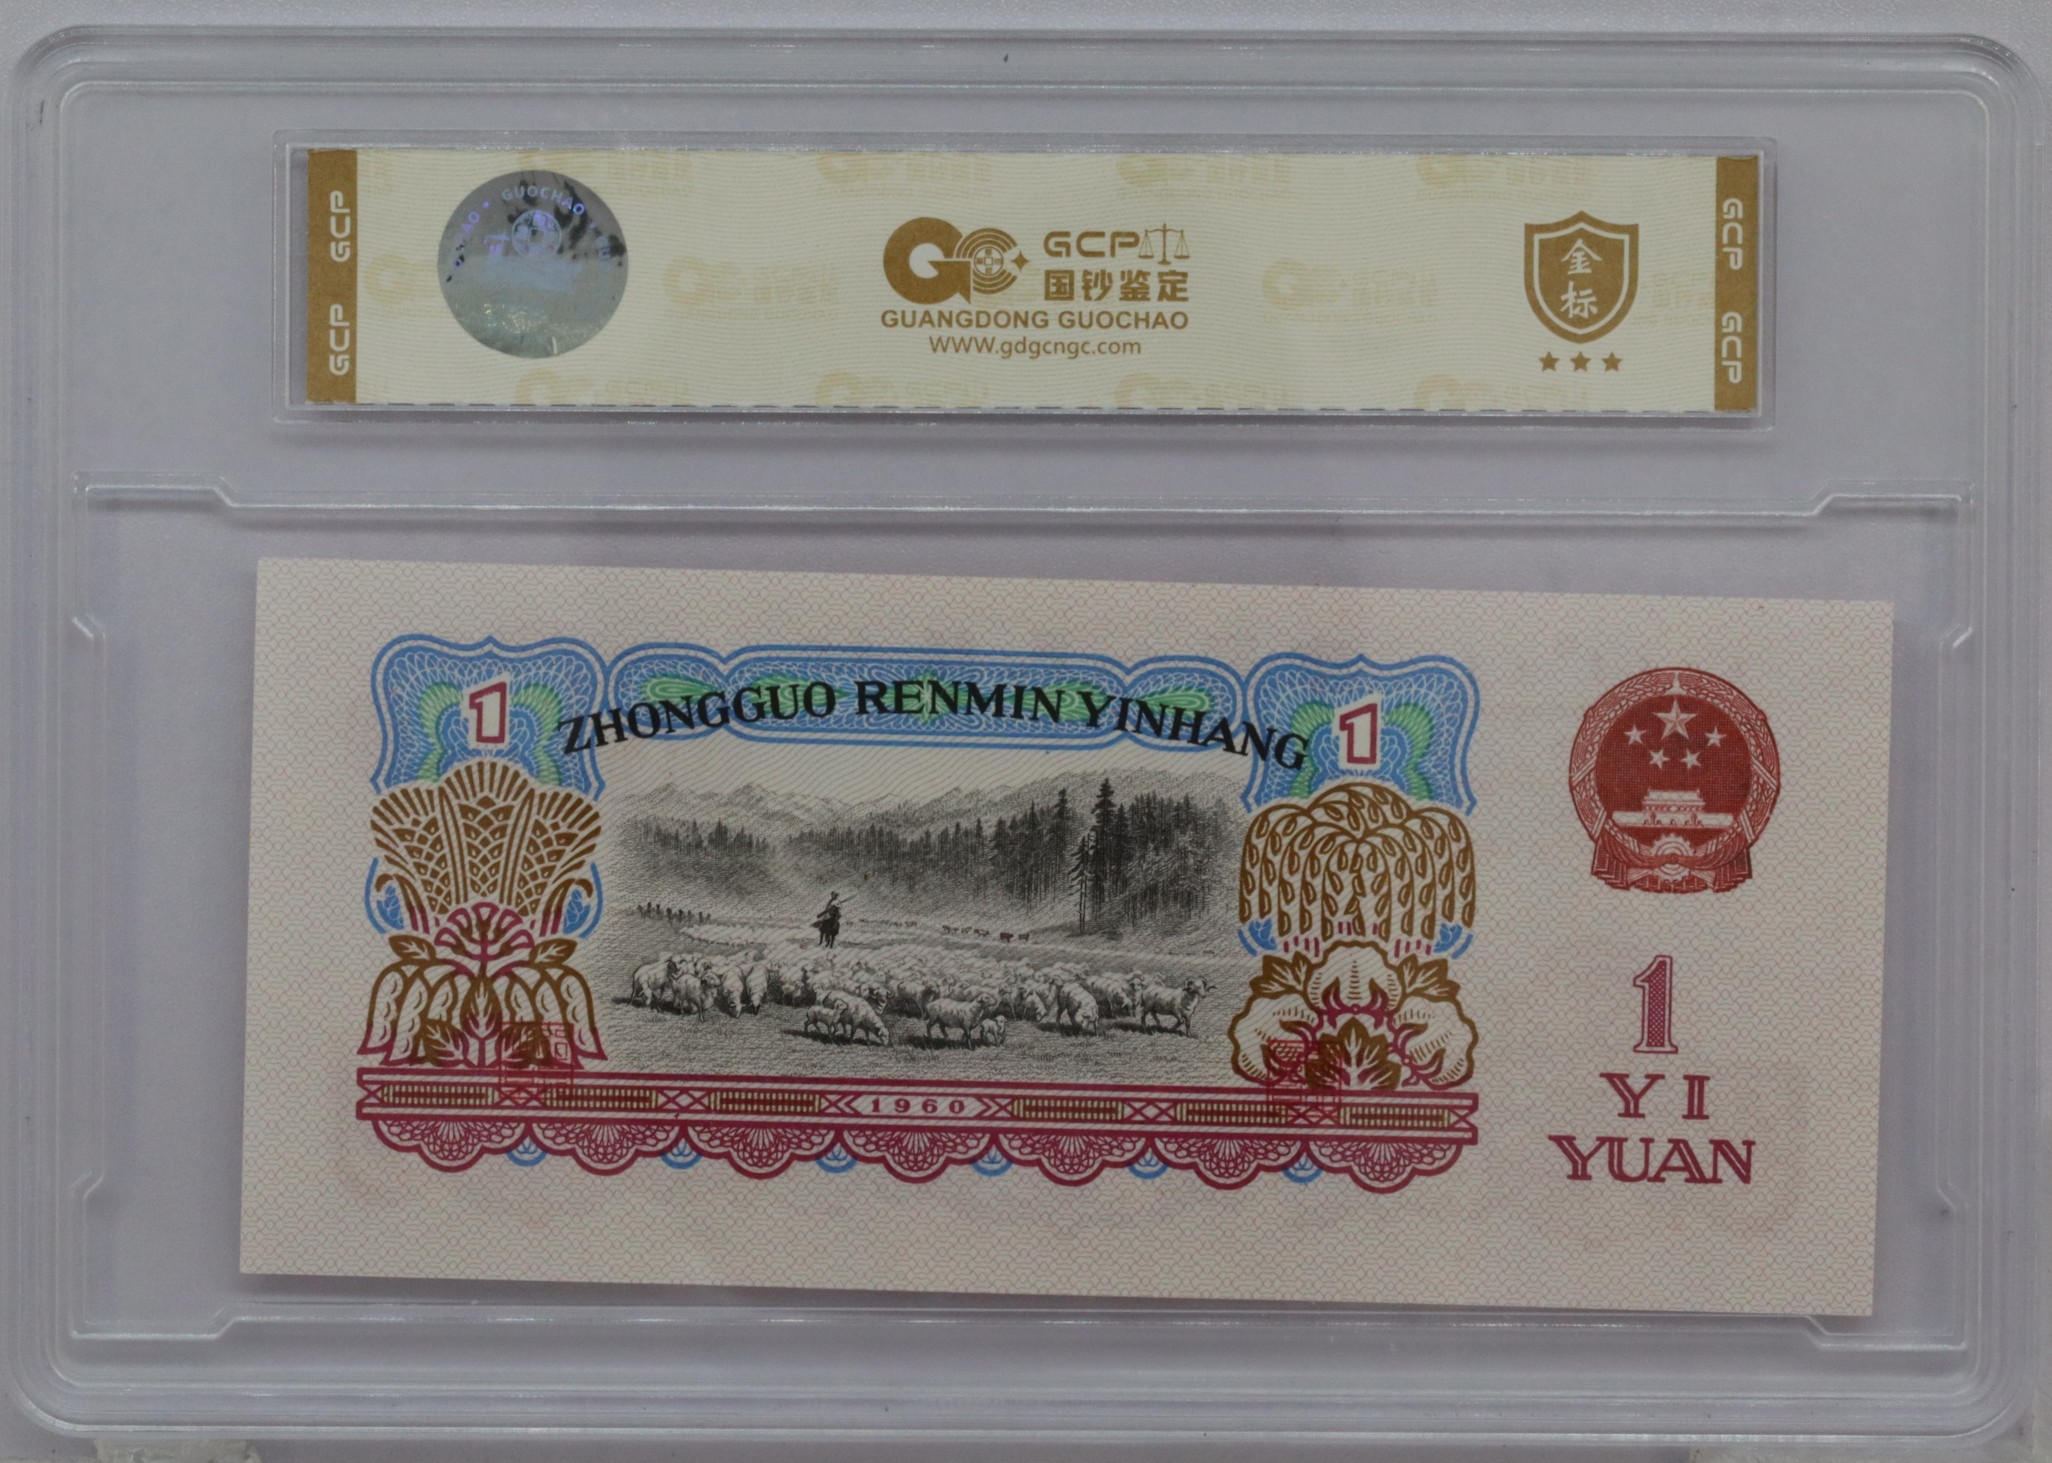 GCP GCP
GUOCHAO
GCP
国钞鉴定
GUANGDONG GUOCHAO
WWW.gdgcngc.com
金标
GCP GCP
ZHONGGUO RENMIN YINHANG
1
1
1960
1
YI
YUAN